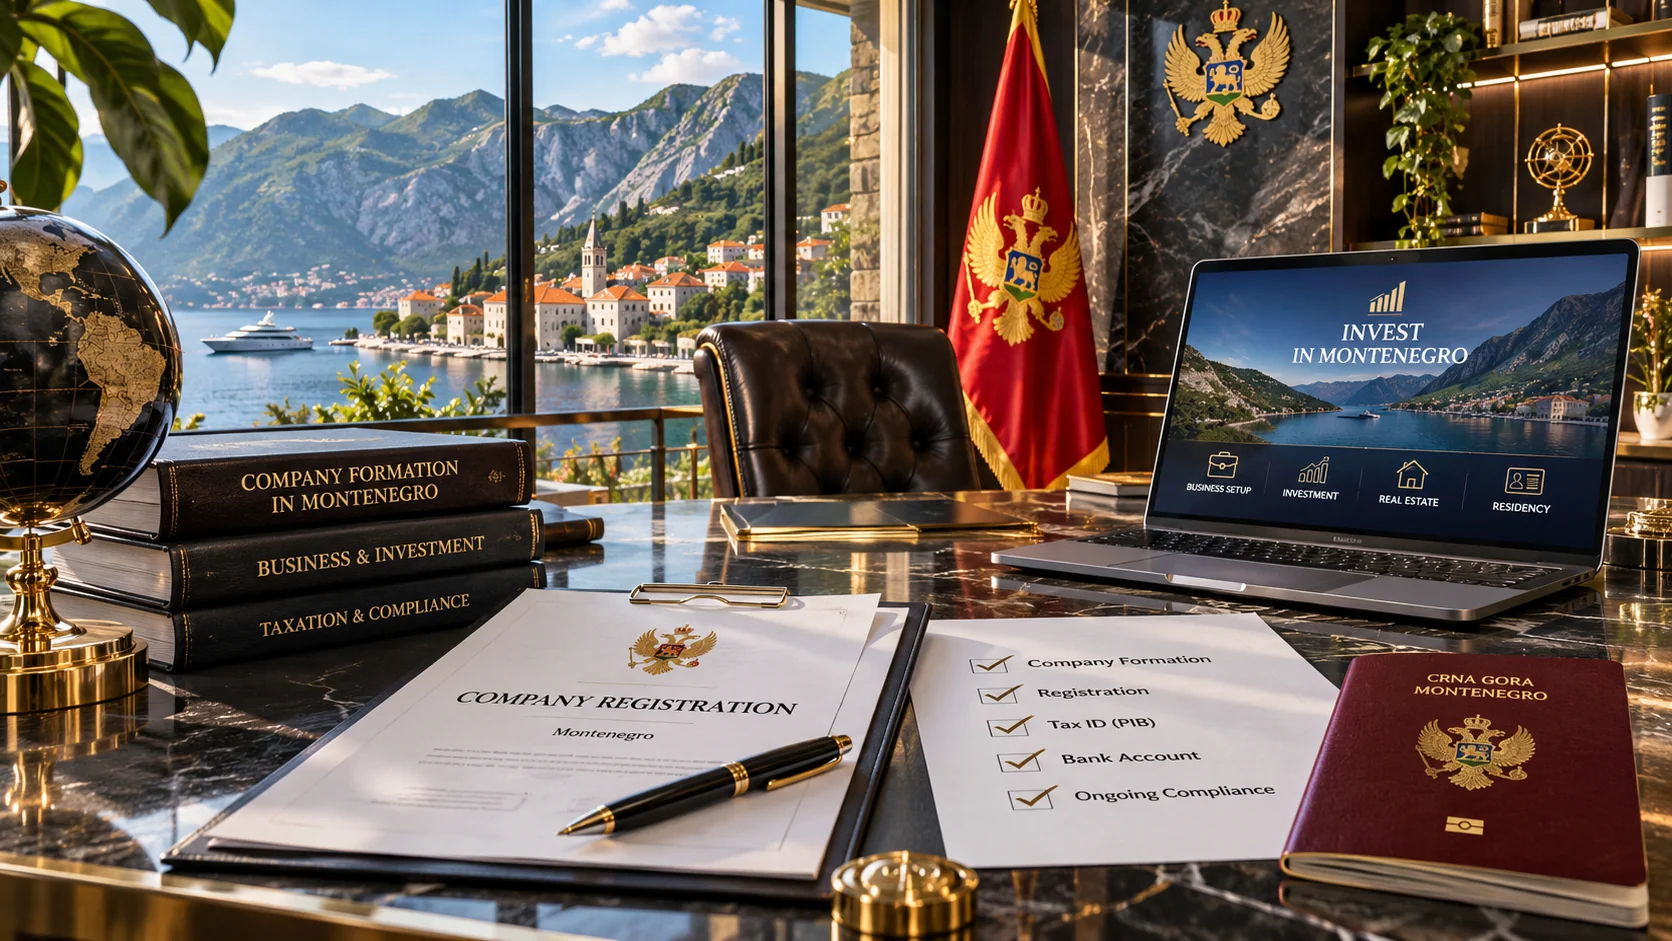 COMPANY FORMATION
IN MONTENEGRO
BUSINESS & INVESTMENT
TAXATION & COMPLIANCE
COMPANY REGISTRATION
Montenegro
Company Formation
Registration
Tax ID (PIB)
Bank Account
Ongoing Compliance
INVEST
IN MONTENEGRO
BUSINESS SETUP
INVESTMENT
REAL ESTATE
RESIDENCY
CRNA GORA
MONTENEGRO